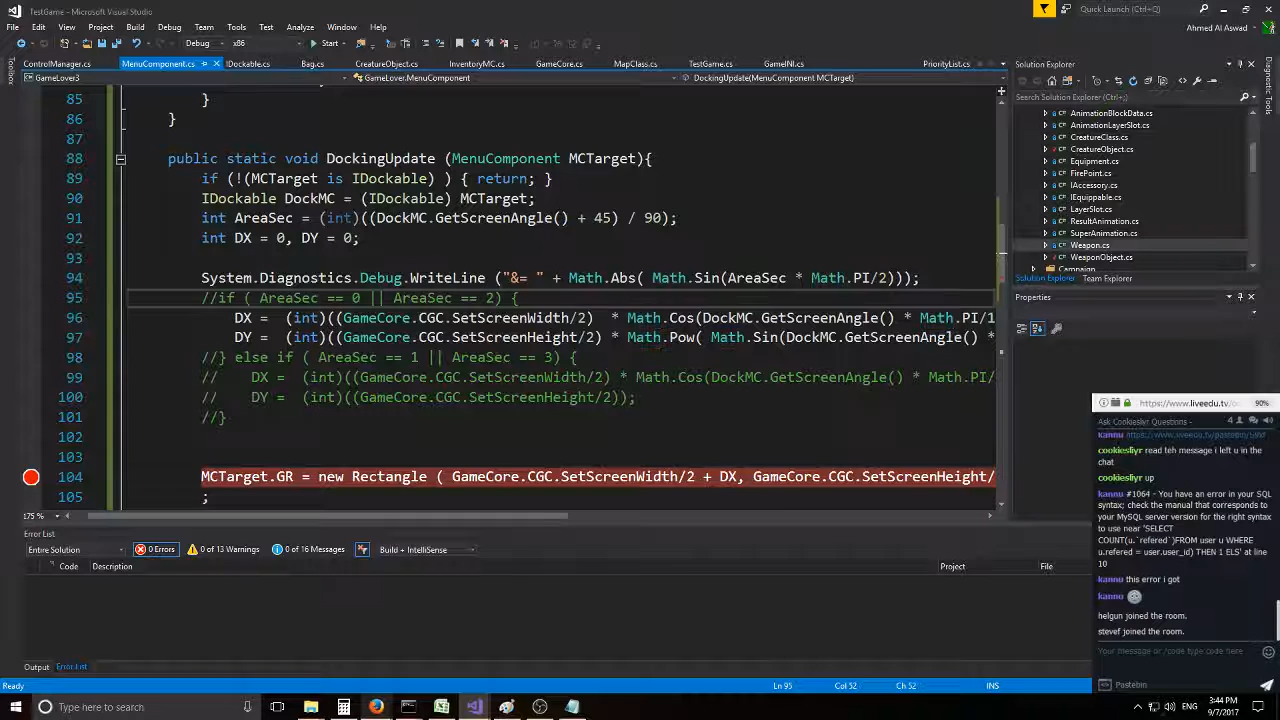 TestGame - Microsoft Visual Studio
Quick Launch (Ctrl+Q)
File Edit View Project Build Debug Team Tools Test Analyze Window Help
Ahmed Al Aswad
Debug x86 Start
ControlManager.cs MenuComponent.cs IDockable.cs Bag.cs CreatureObject.cs InventoryMC.cs GameCore.cs MapClass.cs TestGame.cs GameINI.cs PriorityList.cs
GameLover3 GameLover.MenuComponent DockingUpdate(MenuComponent MCTarget)
85 }
86 }
87
88 public static void DockingUpdate (MenuComponent MCTarget){
89 if (!(MCTarget is IDockable) ) { return; }
90 IDockable DockMC = (IDockable) MCTarget;
91 int AreaSec = (int)((DockMC.GetScreenAngle() + 45) / 90);
92 int DX = 0, DY = 0;
93
94 System.Diagnostics.Debug.WriteLine ("&= " + Math.Abs( Math.Sin(AreaSec * Math.PI/2)));
95 //if ( AreaSec == 0 || AreaSec == 2) {
96 DX = (int)((GameCore.CGC.SetScreenWidth/2) * Math.Cos(DockMC.GetScreenAngle() * Math.PI/1
97 DY = (int)((GameCore.CGC.SetScreenHeight/2) * Math.Pow( Math.Sin(DockMC.GetScreenAngle() *
98 //} else if ( AreaSec == 1 || AreaSec == 3) {
99 // DX = (int)((GameCore.CGC.SetScreenWidth/2) * Math.Cos(DockMC.GetScreenAngle() * Math.PI/
100 // DY = (int)((GameCore.CGC.SetScreenHeight/2));
101 //}
102
103
104 MCTarget.GR = new Rectangle ( GameCore.CGC.SetScreenWidth/2 + DX, GameCore.CGC.SetScreenHeight/
105 ;
175 %
Solution Explorer
Search Solution Explorer (Ctrl+;)
AnimationBlockData.cs
AnimationLayerSlot.cs
CreatureClass.cs
CreatureObject.cs
Equipment.cs
FirePoint.cs
IAccessory.cs
IEquippable.cs
LayerSlot.cs
ResultAnimation.cs
SuperAnimation.cs
Weapon.cs
WeaponObject.cs
Campaign
Solution Explorer Team Explorer
Properties
Toolbox
Diagnostic Tools
Error List
Entire Solution 0 Errors 0 of 13 Warnings 0 of 16 Messages Build + IntelliSense
Code Description Project File
Output Error List
Ready Ln 95 Col 52 Ch 52 INS
https://www.liveedu.tv/ 90%
Ask Cookieslyr Questions - 4
kannu https://www.liveedu.tv/pastebin/
cookieslyr read teh message i left u in the
chat
cookieslyr up
kannu #1064 - You have an error in your SQL
syntax; check the manual that corresponds to
your MySQL server version for the right syntax
to use near 'SELECT
COUNT(u.`refered`)FROM user u WHERE
u.refered = user.user_id) THEN 1 ELS' at line
10
kannu this error i got
kannu
helgun joined the room.
stevef joined the room.
Your message or /code type code here
Pastebin
Type here to search
3:44 PM
9/7/2017